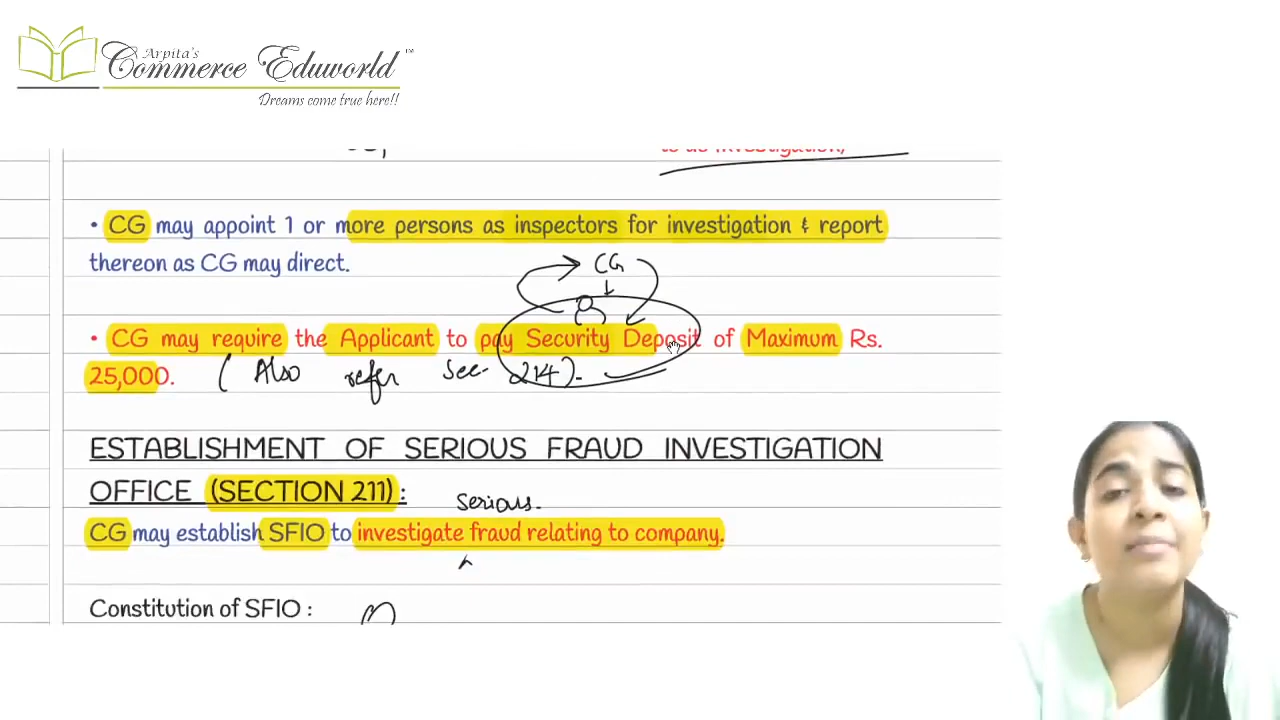 Arpita's
Commerce Eduworld™
Dreams come true here!!
• CG may appoint 1 or more persons as inspectors for investigation & report
thereon as CG may direct.
CG
• CG may require the Applicant to pay Security Deposit of Maximum Rs.
25,000. (Also refer Sec- 214).
ESTABLISHMENT OF SERIOUS FRAUD INVESTIGATION
OFFICE (SECTION 211) :
serious.
CG may establish SFIO to investigate fraud relating to company.
Constitution of SFIO :